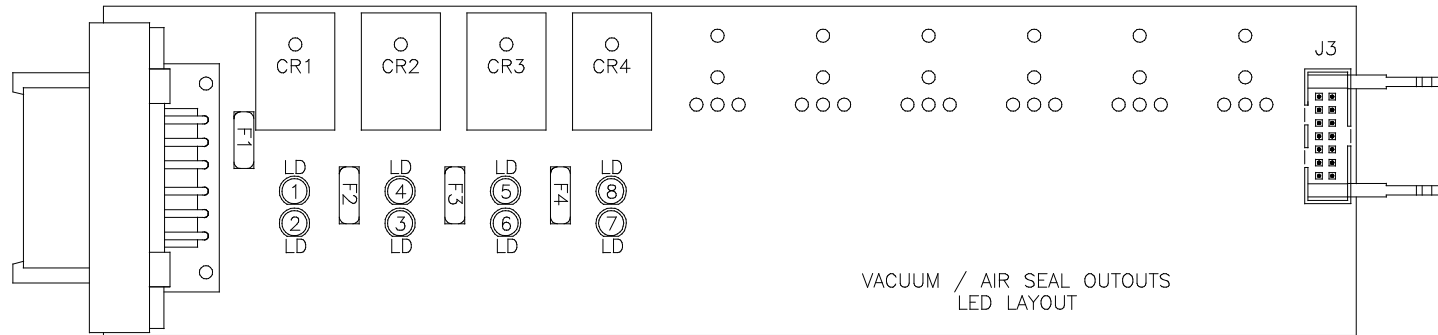 J3
CR1 CR2 CR3 CR4
F1
LD LD LD LD
1 4 5 8
F2 F3 F4
2 3 6 7
LD LD LD LD
VACUUM / AIR SEAL OUTOUTS
LED LAYOUT